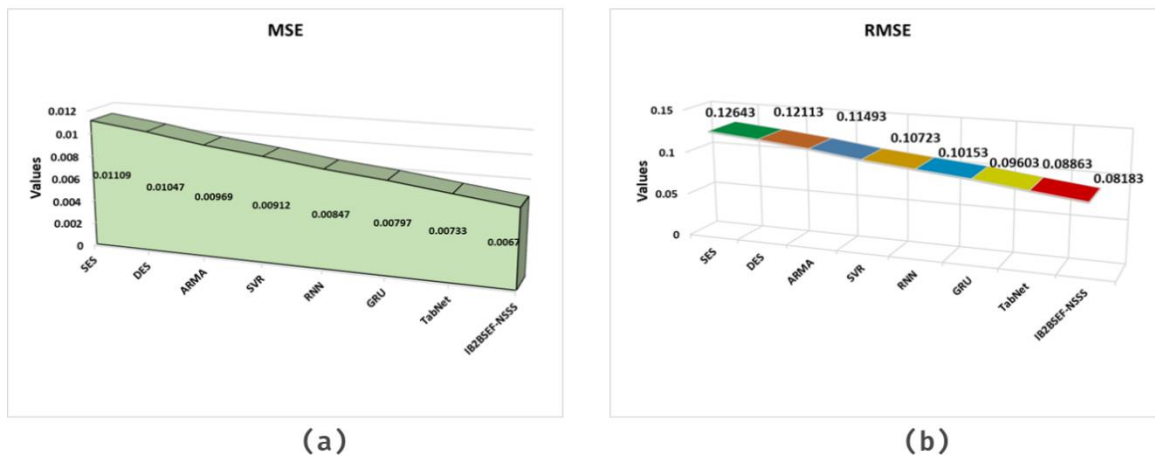 MSE
Values
0.012
0.01
0.008
0.006
0.004
0.002
0
0.01109
0.01047
0.00969
0.00912
0.00847
0.00797
0.00733
0.0067
SES
DES
ARMA
SVR
RNN
GRU
TabNet
IB2BSEF-NSSS
(a)
RMSE
Values
0.15
0.1
0.05
0
0.12643
0.12113
0.11493
0.10723
0.10153
0.09603
0.08863
0.08183
SES
DES
ARMA
SVR
RNN
GRU
TabNet
IB2BSEF-NSSS
(b)